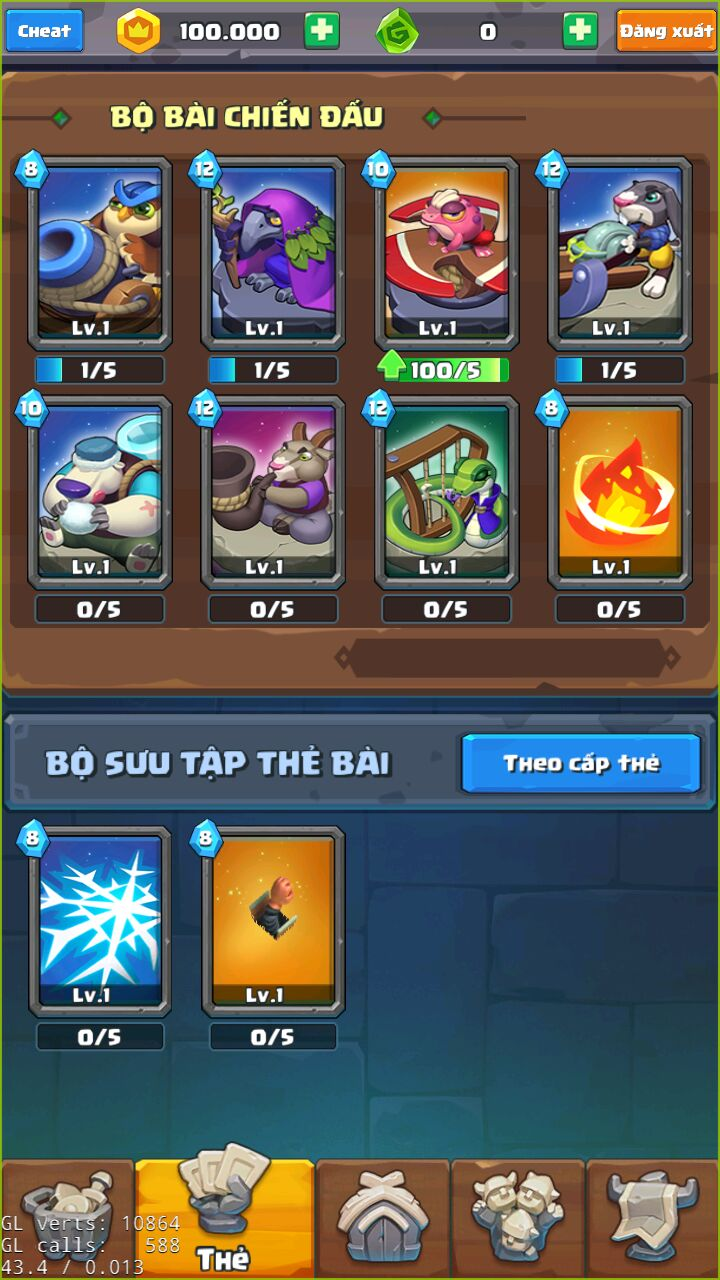 Cheat 100.000 0 Đăng xuất
BỘ BÀI CHIẾN ĐẤU
8 12 10 12
Lv.1 Lv.1 Lv.1 Lv.1
1/5 1/5 100/5 1/5
10 12 12 8
Lv.1 Lv.1 Lv.1 Lv.1
0/5 0/5 0/5 0/5
BỘ SƯU TẬP THẺ BÀI Theo cấp thẻ
8 8
Lv.1 Lv.1
0/5 0/5
GL verts: 10864
GL calls: 588
43.4 / 0.013
Thẻ